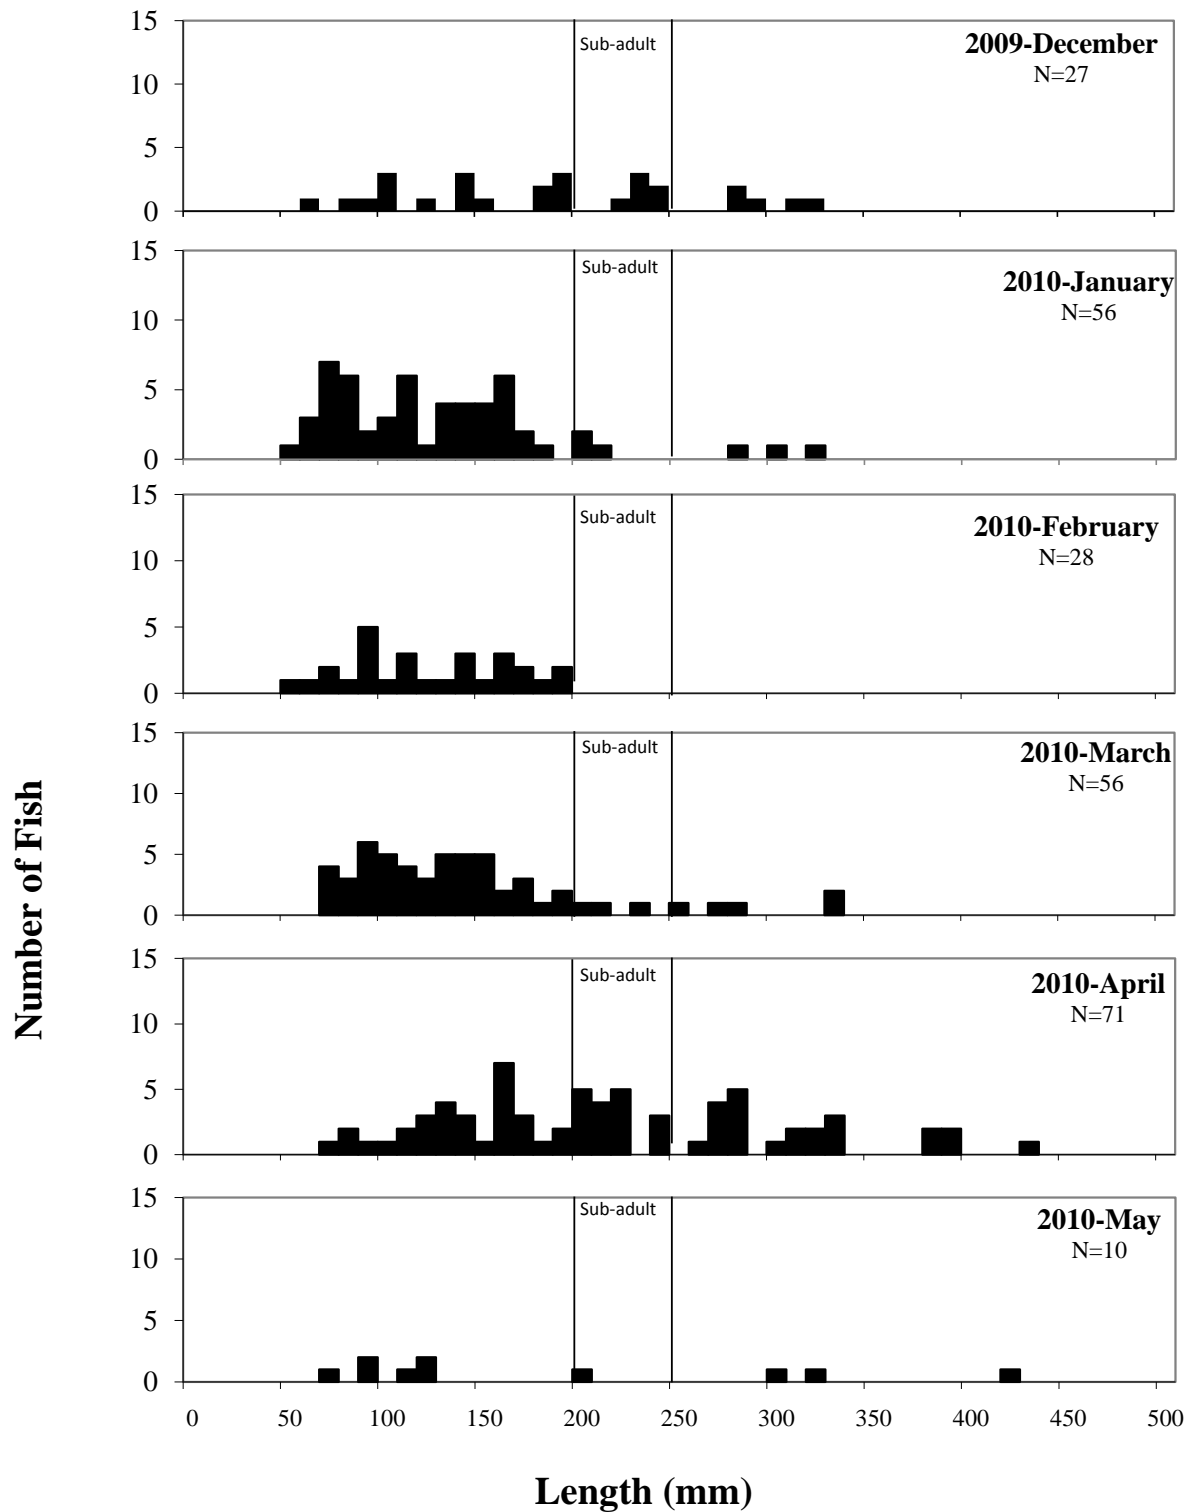 15
Sub-adult
2009-December
N=27
10
5
0
15
Sub-adult
2010-January
N=56
10
5
0
15
Sub-adult
2010-February
N=28
10
5
0
15
Sub-adult
2010-March
N=56
10
5
0
15
Sub-adult
2010-April
N=71
10
5
0
15
Sub-adult
2010-May
N=10
10
5
0
0 50 100 150 200 250 300 350 400 450 500
Number of Fish
Length (mm)